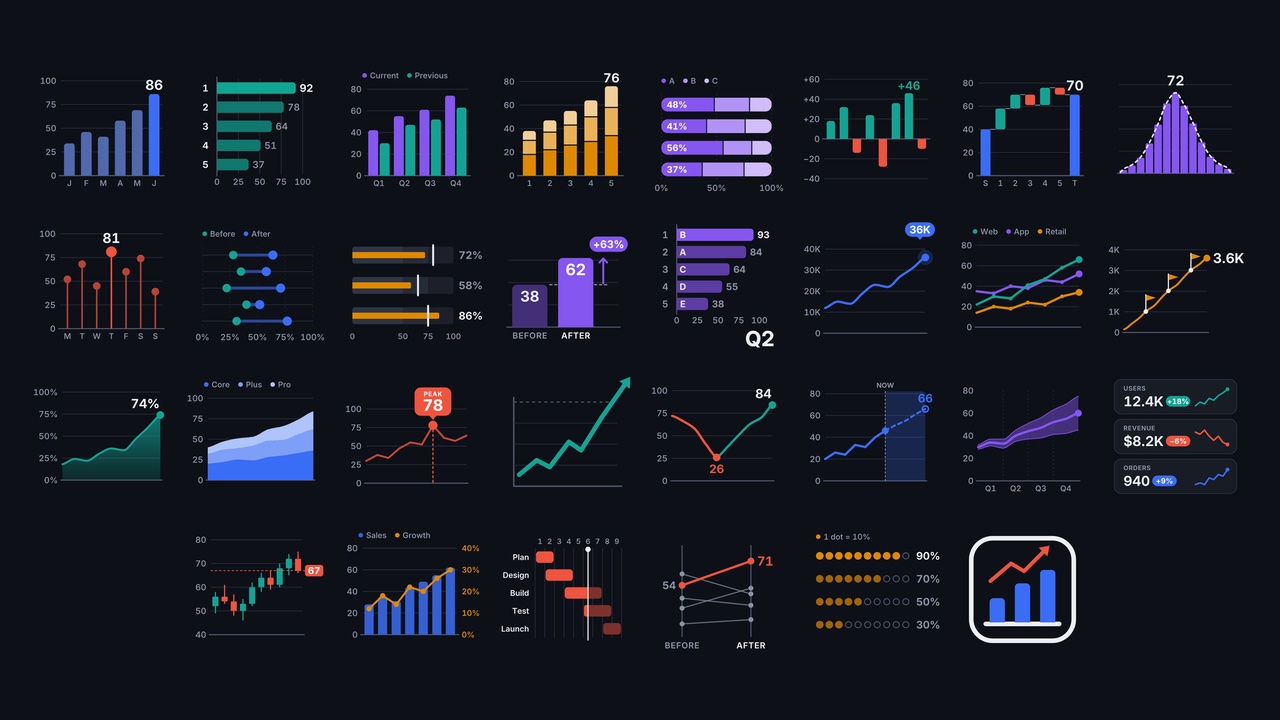 100
75
50
25
0
J F M A M J
86
1 92
2 78
3 64
4 51
5 37
0 25 50 75 100
Current Previous
80
60
40
20
0
Q1 Q2 Q3 Q4
76
80
60
40
20
0
1 2 3 4 5
A B C
48%
41%
56%
37%
0% 50% 100%
+60
+40
+20
0
−20
−40
+46
70
80
60
40
20
0
S 1 2 3 4 5 T
72
100
75
50
25
0
81
M T W T F S S
Before After
0% 25% 50% 75% 100%
72%
58%
86%
0 50 75 100
+63%
38
62
BEFORE AFTER
1 B 93
2 A 84
3 C 64
4 D 55
5 E 38
0 25 50 75 100
Q2
36K
40K
30K
20K
10K
0
Web App Retail
80
60
40
20
0
4K
3K
2K
1K
0
3.6K
100%
75%
50%
25%
0%
74%
Core Plus Pro
100
75
50
25
0
PEAK
78
100
75
50
25
0
100
75
50
25
0
84
26
NOW
66
80
60
40
20
0
80
60
40
20
0
Q1 Q2 Q3 Q4
USERS
12.4K +18%
REVENUE
$8.2K −6%
ORDERS
940 +9%
80
70
60
50
40
67
Sales Growth
80
60
40
20
0
40%
30%
20%
10%
0%
1 2 3 4 5 6 7 8 9
Plan
Design
Build
Test
Launch
54
71
BEFORE AFTER
1 dot = 10%
90%
70%
50%
30%